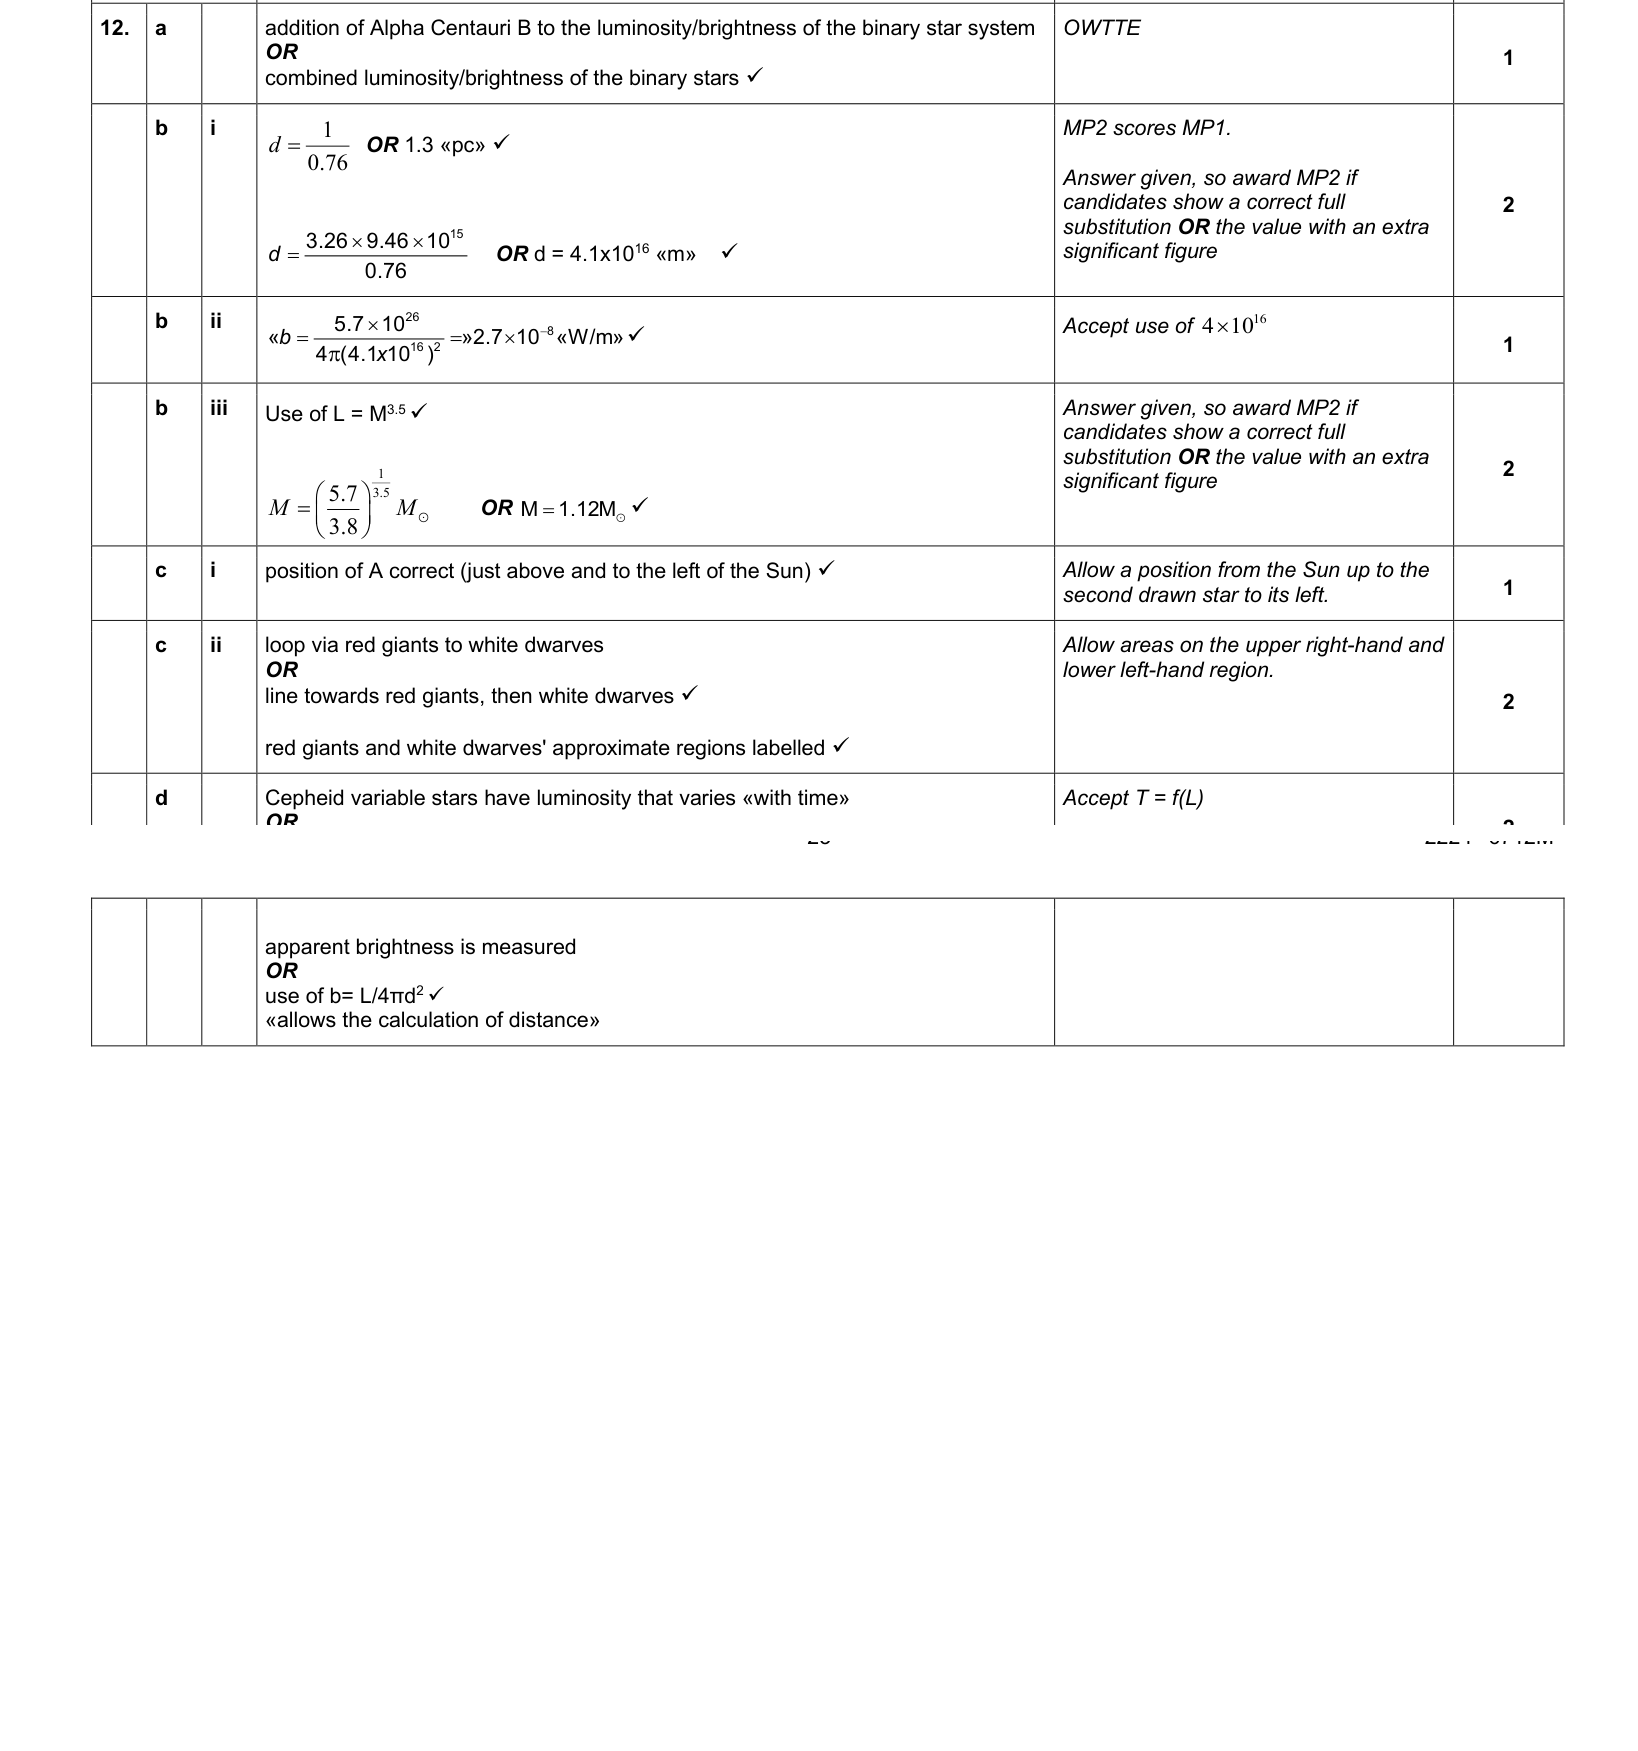 12. a addition of Alpha Centauri B to the luminosity/brightness of the binary star system OWTTE 1
OR
combined luminosity/brightness of the binary stars ✓
b i d = 1/0.76 OR 1.3 «pc» ✓ MP2 scores MP1. 2
Answer given, so award MP2 if
candidates show a correct full
substitution OR the value with an extra
significant figure
d = 3.26×9.46×10¹⁵/0.76 OR d = 4.1x10¹⁶ «m» ✓
b ii «b = 5.7×10²⁶/4π(4.1x10¹⁶)² =»2.7×10⁻⁸ «W/m» ✓ Accept use of 4×10¹⁶ 1
b iii Use of L = M³·⁵ ✓ Answer given, so award MP2 if 2
candidates show a correct full
substitution OR the value with an extra
significant figure
M = (5.7/3.8)^(1/3.5) M⊙ OR M = 1.12M⊙ ✓
c i position of A correct (just above and to the left of the Sun) ✓ Allow a position from the Sun up to the 1
second drawn star to its left.
c ii loop via red giants to white dwarves Allow areas on the upper right-hand and 2
OR lower left-hand region.
line towards red giants, then white dwarves ✓
red giants and white dwarves' approximate regions labelled ✓
d Cepheid variable stars have luminosity that varies «with time» Accept T = f(L)
OR
apparent brightness is measured
OR
use of b= L/4πd² ✓
«allows the calculation of distance»